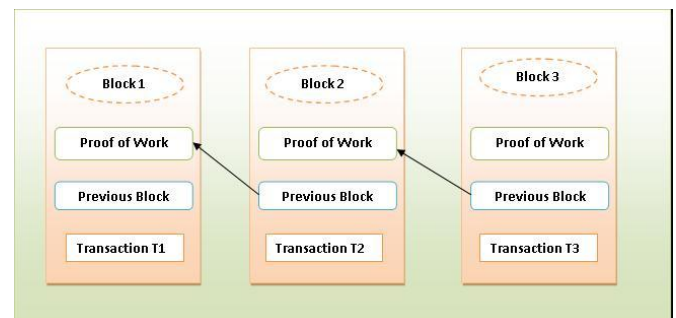 Block 1
Proof of Work
Previous Block
Transaction T1
Block 2
Proof of Work
Previous Block
Transaction T2
Block 3
Proof of Work
Previous Block
Transaction T3